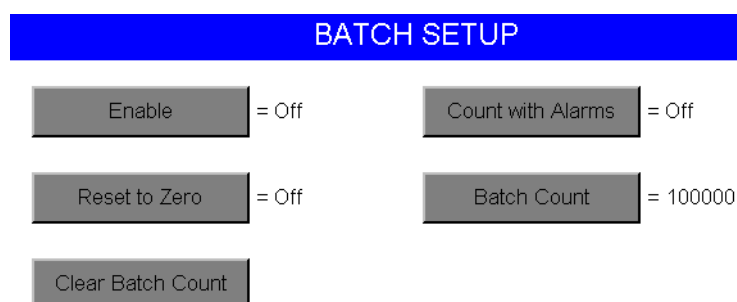 BATCH SETUP
Enable = Off
Count with Alarms = Off
Reset to Zero = Off
Batch Count = 100000
Clear Batch Count